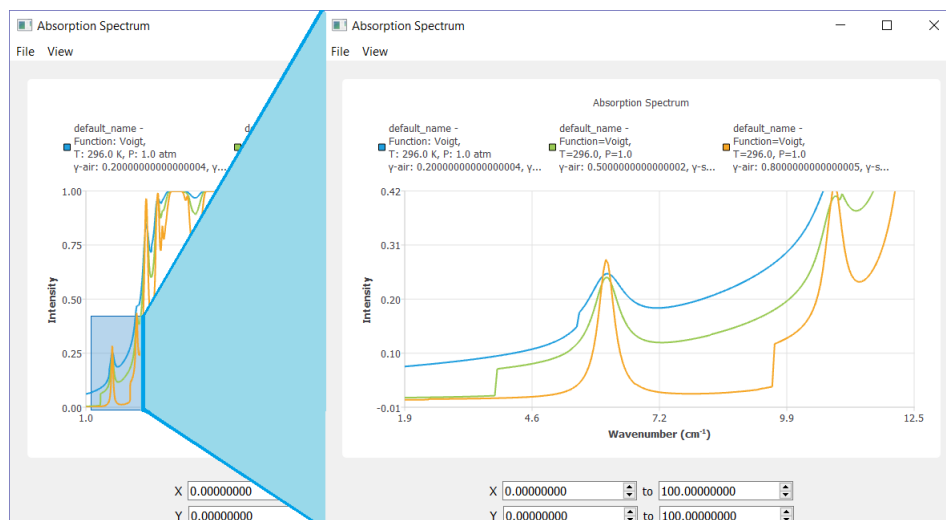 Absorption Spectrum
File View
default_name -
Function: Voigt,
T: 296.0 K, P: 1.0 atm
γ-air: 0.2000000000000004, γ...
1.00
0.75
0.50
0.25
0.00
Intensity
1.0
X 0.00000000
Y 0.00000000
Absorption Spectrum
File View
Absorption Spectrum
default_name -
Function: Voigt,
T: 296.0 K, P: 1.0 atm
γ-air: 0.2000000000000004, γ...
default_name -
Function=Voigt,
T=296.0, P=1.0
γ-air: 0.5000000000000002, γ-s...
default_name -
Function=Voigt,
T=296.0, P=1.0
γ-air: 0.8000000000000005, γ-s...
0.42
0.31
0.20
0.10
-0.01
Intensity
1.9 4.6 7.2 9.9 12.5
Wavenumber (cm⁻¹)
X 0.00000000 to 100.00000000
Y 0.00000000 to 100.00000000